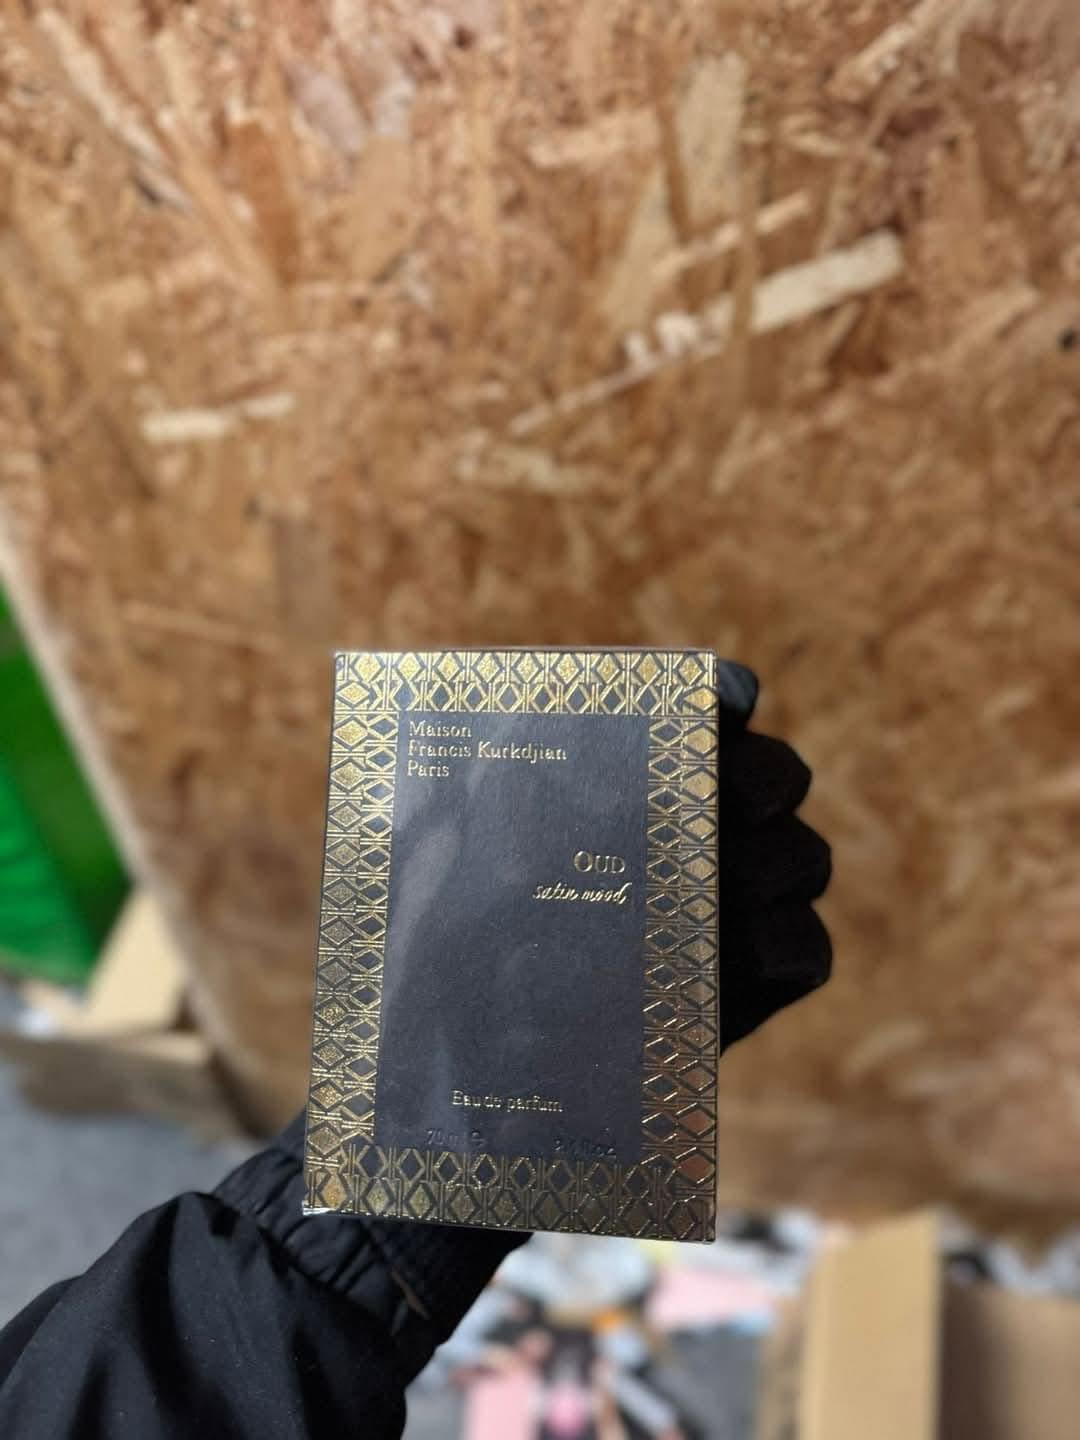 Maison
Francis Kurkdjian
Paris
OUD
satin mood
Eau de parfum